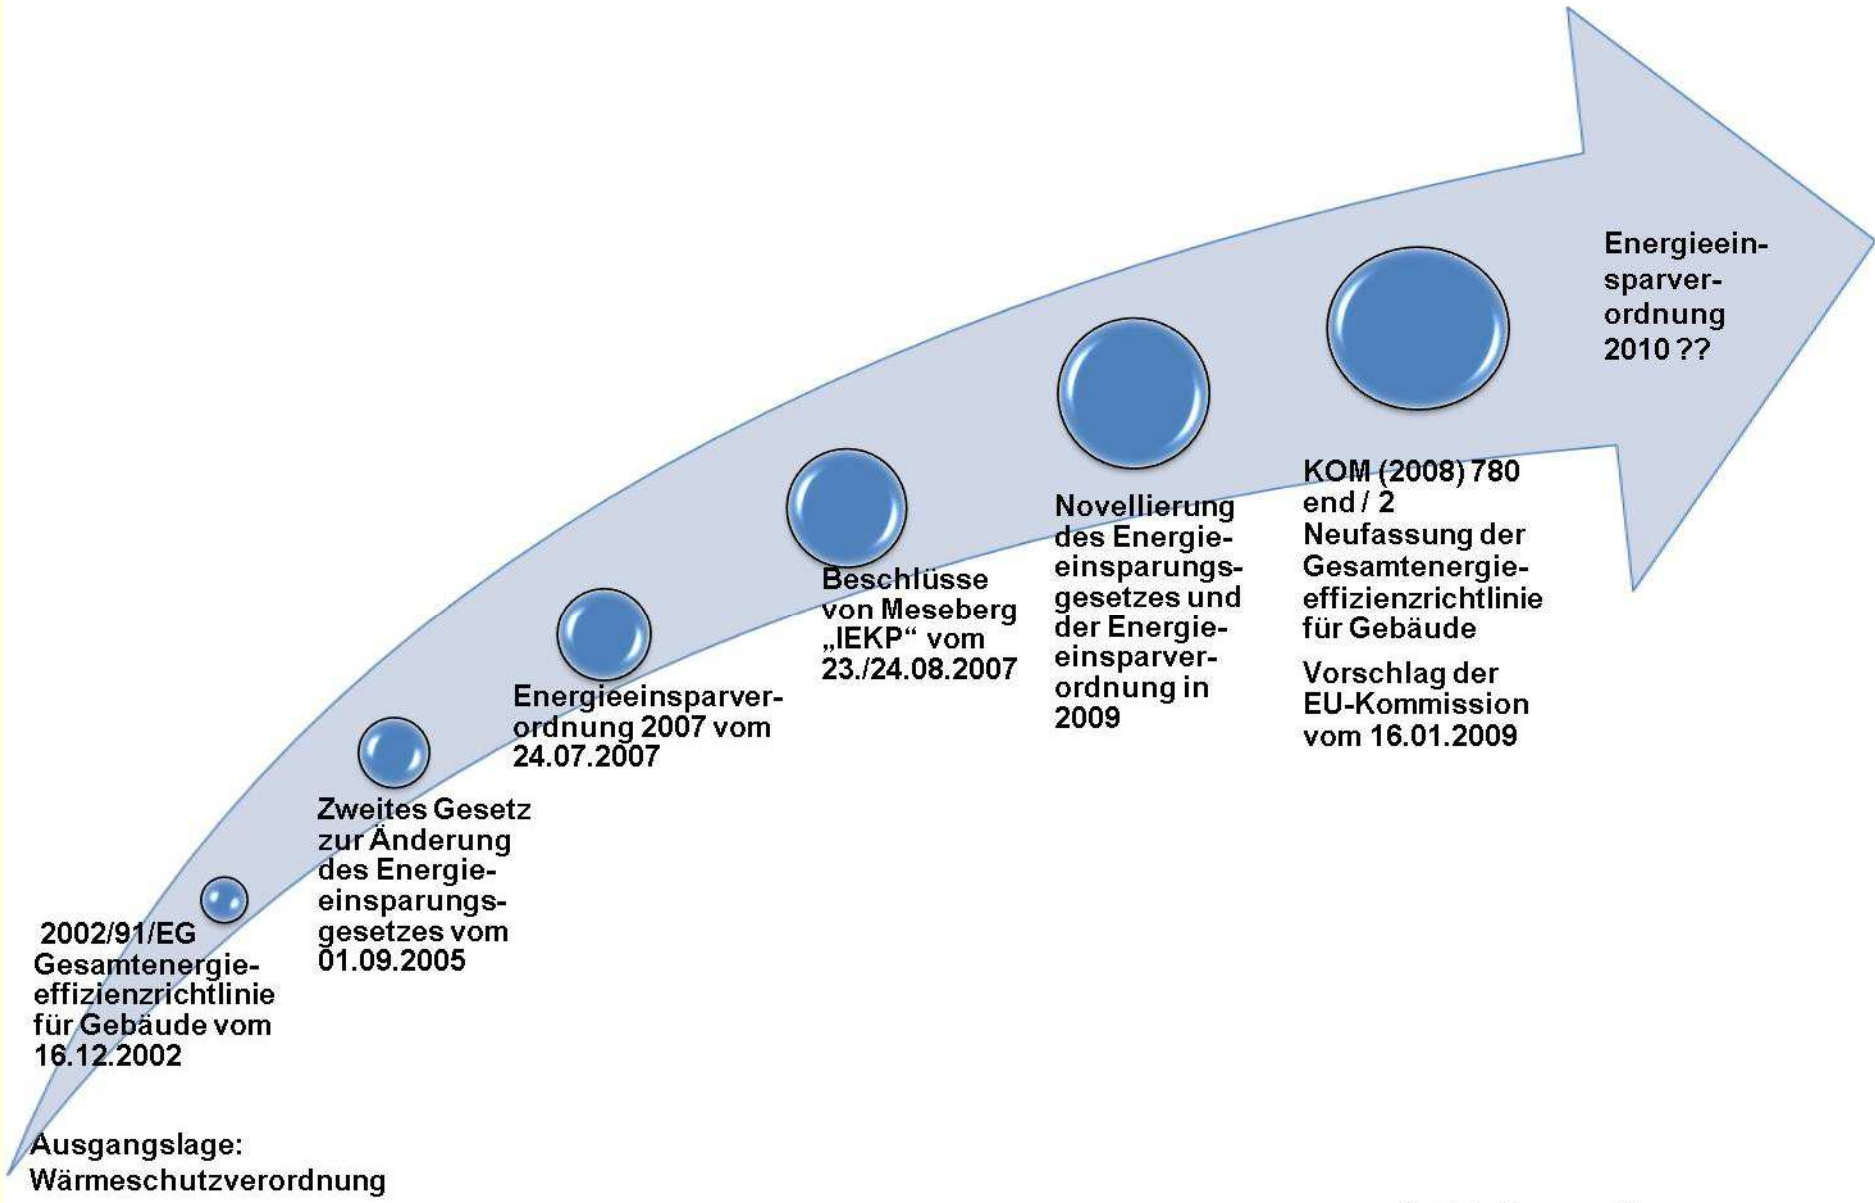 Ausgangslage:
Wärmeschutzverordnung
2002/91/EG
Gesamtenergie-
effizienzrichtlinie
für Gebäude vom
16.12.2002
Zweites Gesetz
zur Änderung
des Energie-
einsparungs-
gesetzes vom
01.09.2005
Energieeinsparver-
ordnung 2007 vom
24.07.2007
Beschlüsse
von Meseberg
„IEKP“ vom
23./24.08.2007
Novellierung
des Energie-
einsparungs-
gesetzes und
der Energie-
einsparver-
ordnung in
2009
KOM (2008) 780
end / 2
Neufassung der
Gesamtenergie-
effizienzrichtlinie
für Gebäude
Vorschlag der
EU-Kommission
vom 16.01.2009
Energieein-
sparver-
ordnung
2010 ??